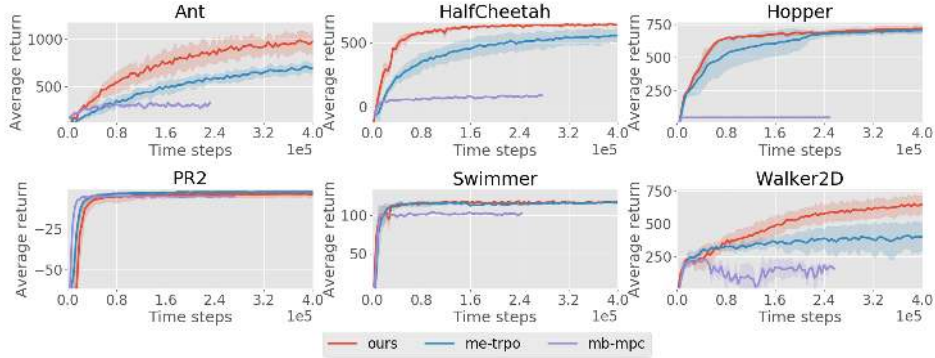 Ant
HalfCheetah
Hopper
Average return
1000
500
0.0 0.8 1.6 2.4 3.2 4.0
Time steps 1e5
Average return
500
0
0.0 0.8 1.6 2.4 3.2 4.0
Time steps 1e5
Average return
750
500
250
0.0 0.8 1.6 2.4 3.2 4.0
Time steps 1e5
PR2
Swimmer
Walker2D
Average return
−25
−50
0.0 0.8 1.6 2.4 3.2 4.0
Time steps 1e5
Average return
100
50
0.0 0.8 1.6 2.4 3.2 4.0
Time steps 1e5
Average return
750
500
250
0.0 0.8 1.6 2.4 3.2 4.0
Time steps 1e5
ours me-trpo mb-mpc